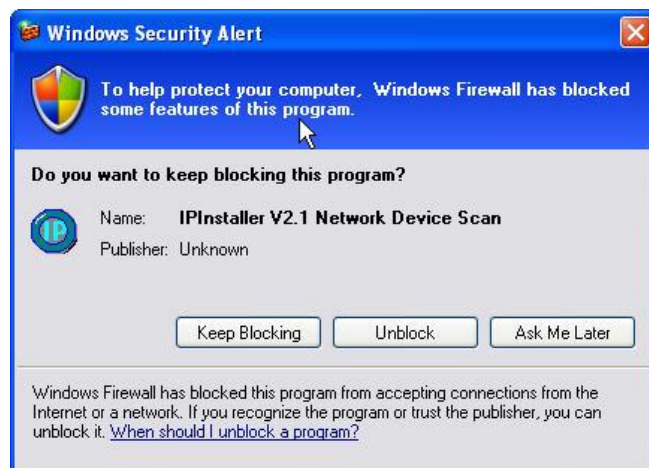 Windows Security Alert
To help protect your computer, Windows Firewall has blocked
some features of this program.
Do you want to keep blocking this program?
IP
Name: IPInstaller V2.1 Network Device Scan
Publisher: Unknown
Keep Blocking Unblock Ask Me Later
Windows Firewall has blocked this program from accepting connections from the
Internet or a network. If you recognize the program or trust the publisher, you can
unblock it. When should I unblock a program?